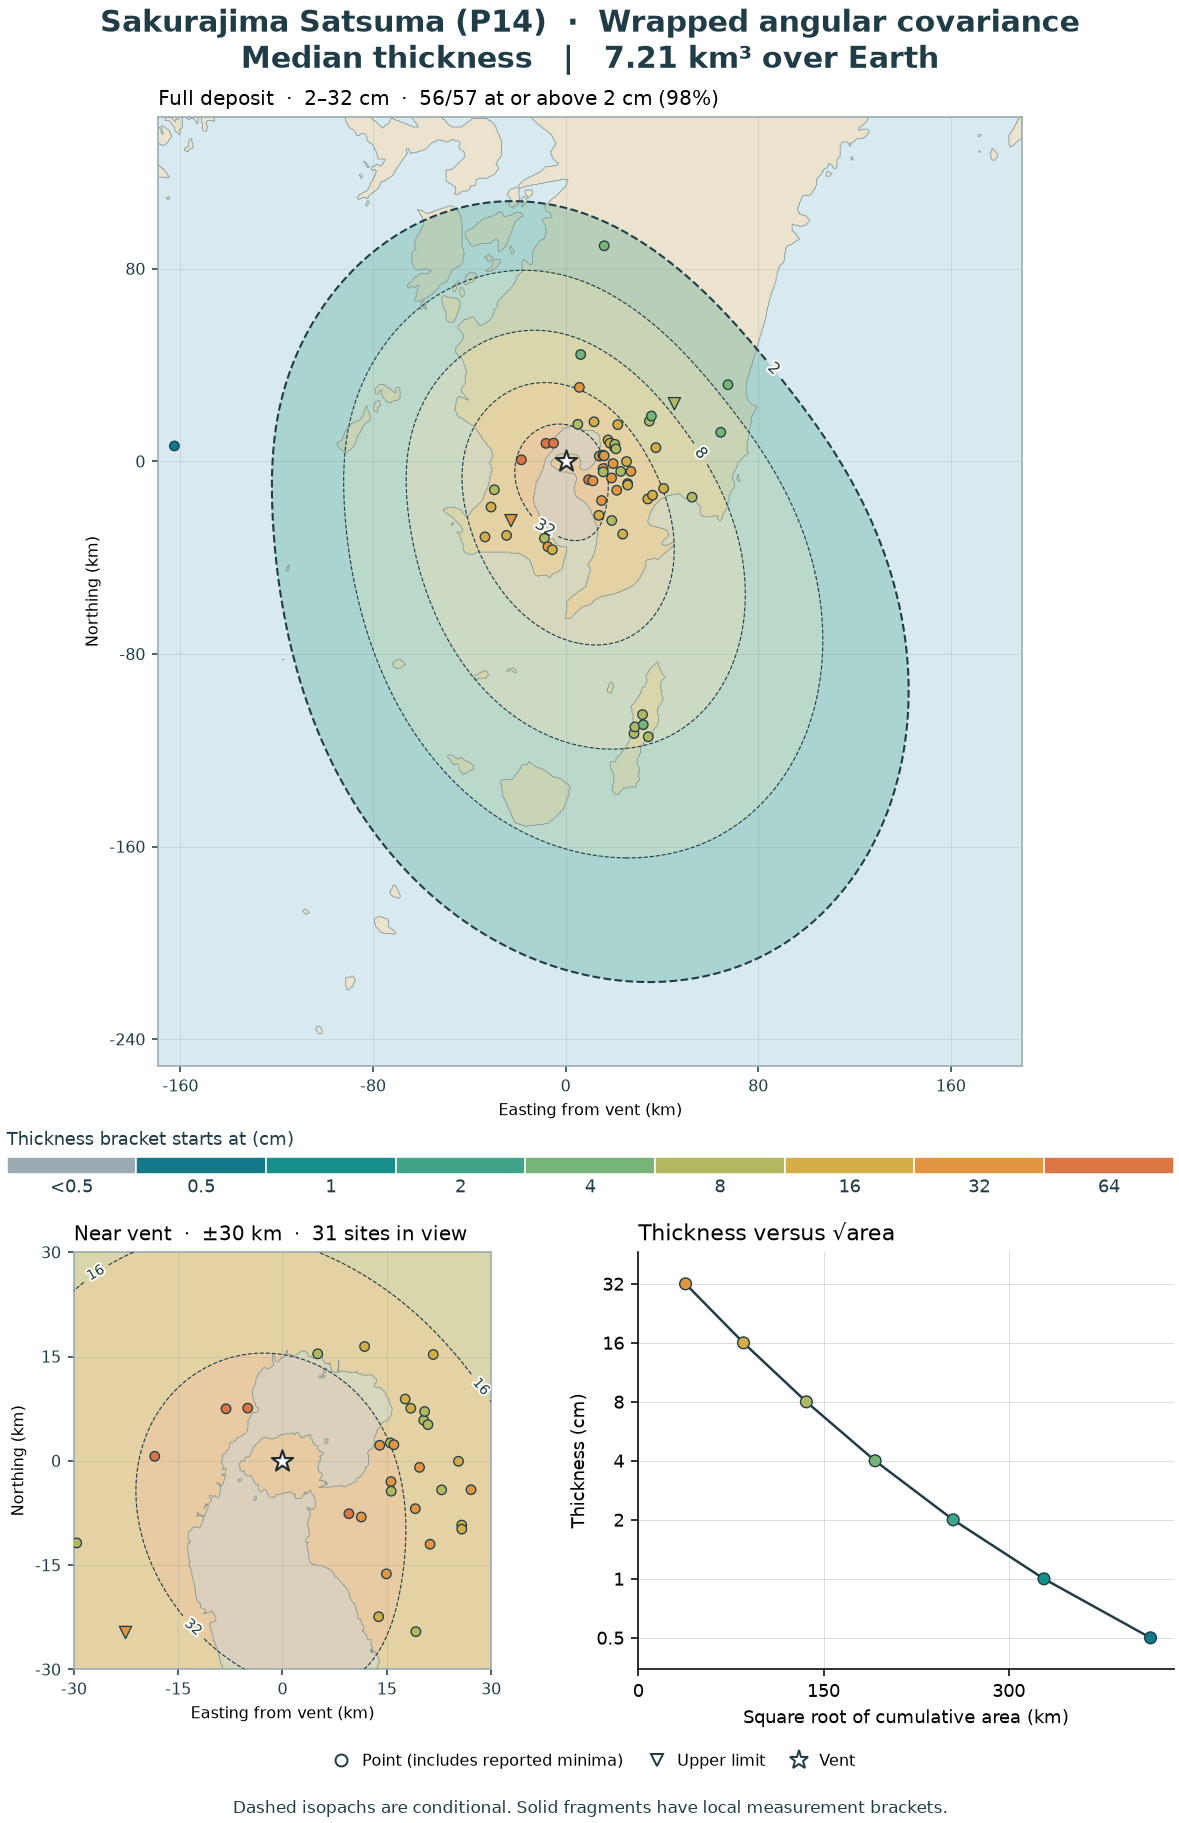 Sakurajima Satsuma (P14)  ·  Wrapped angular covariance
Median thickness   |   7.21 km³ over Earth
Full deposit  ·  2–32 cm  ·  56/57 at or above 2 cm (98%)
2
8
32
80
0
-80
-160
-240
Northing (km)
-160
-80
0
80
160
Easting from vent (km)
Thickness bracket starts at (cm)
<0.5
0.5
1
2
4
8
16
32
64
Near vent  ·  ±30 km  ·  31 sites in view
16
16
32
30
15
0
-15
-30
Northing (km)
-30
-15
0
15
30
Easting from vent (km)
Thickness versus √area
32
16
8
4
2
1
0.5
Thickness (cm)
0
150
300
Square root of cumulative area (km)
Point (includes reported minima)
Upper limit
Vent
Dashed isopachs are conditional. Solid fragments have local measurement brackets.